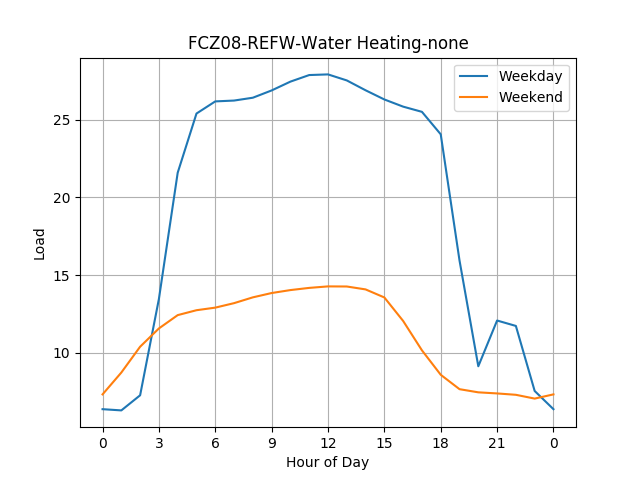 FCZ08-REFW-Water Heating-none
Weekday
Weekend
25
20
15
10
Load
0 3 6 9 12 15 18 21 0
Hour of Day